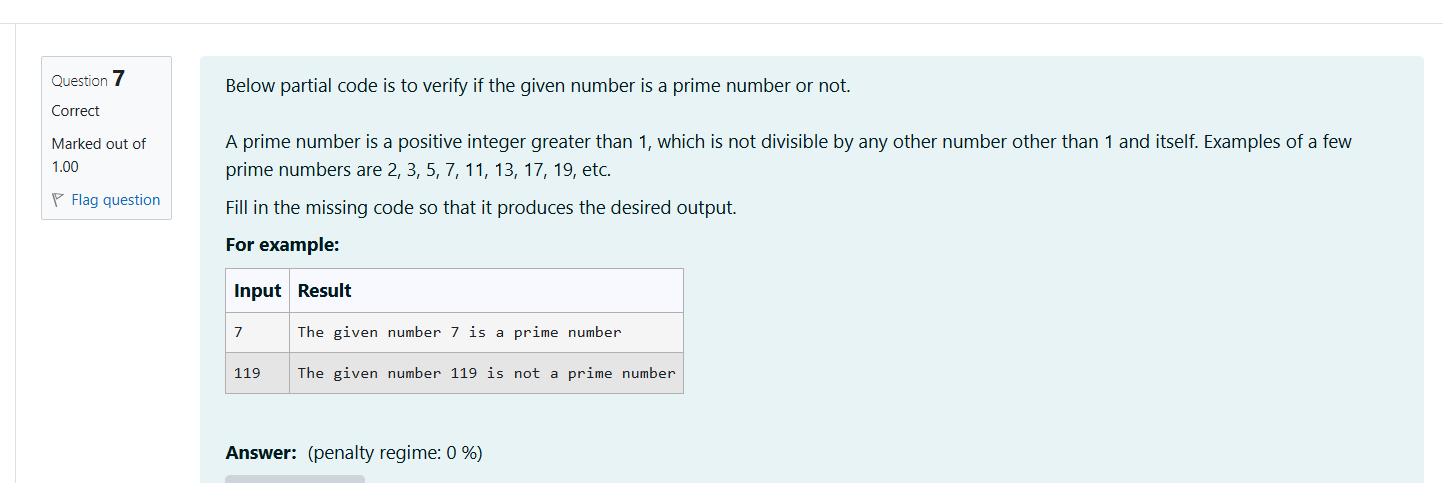 Question 7
Correct
Marked out of
1.00
Flag question
Below partial code is to verify if the given number is a prime number or not.
A prime number is a positive integer greater than 1, which is not divisible by any other number other than 1 and itself. Examples of a few
prime numbers are 2, 3, 5, 7, 11, 13, 17, 19, etc.
Fill in the missing code so that it produces the desired output.
For example:
Input Result
7 The given number 7 is a prime number
119 The given number 119 is not a prime number
Answer: (penalty regime: 0 %)